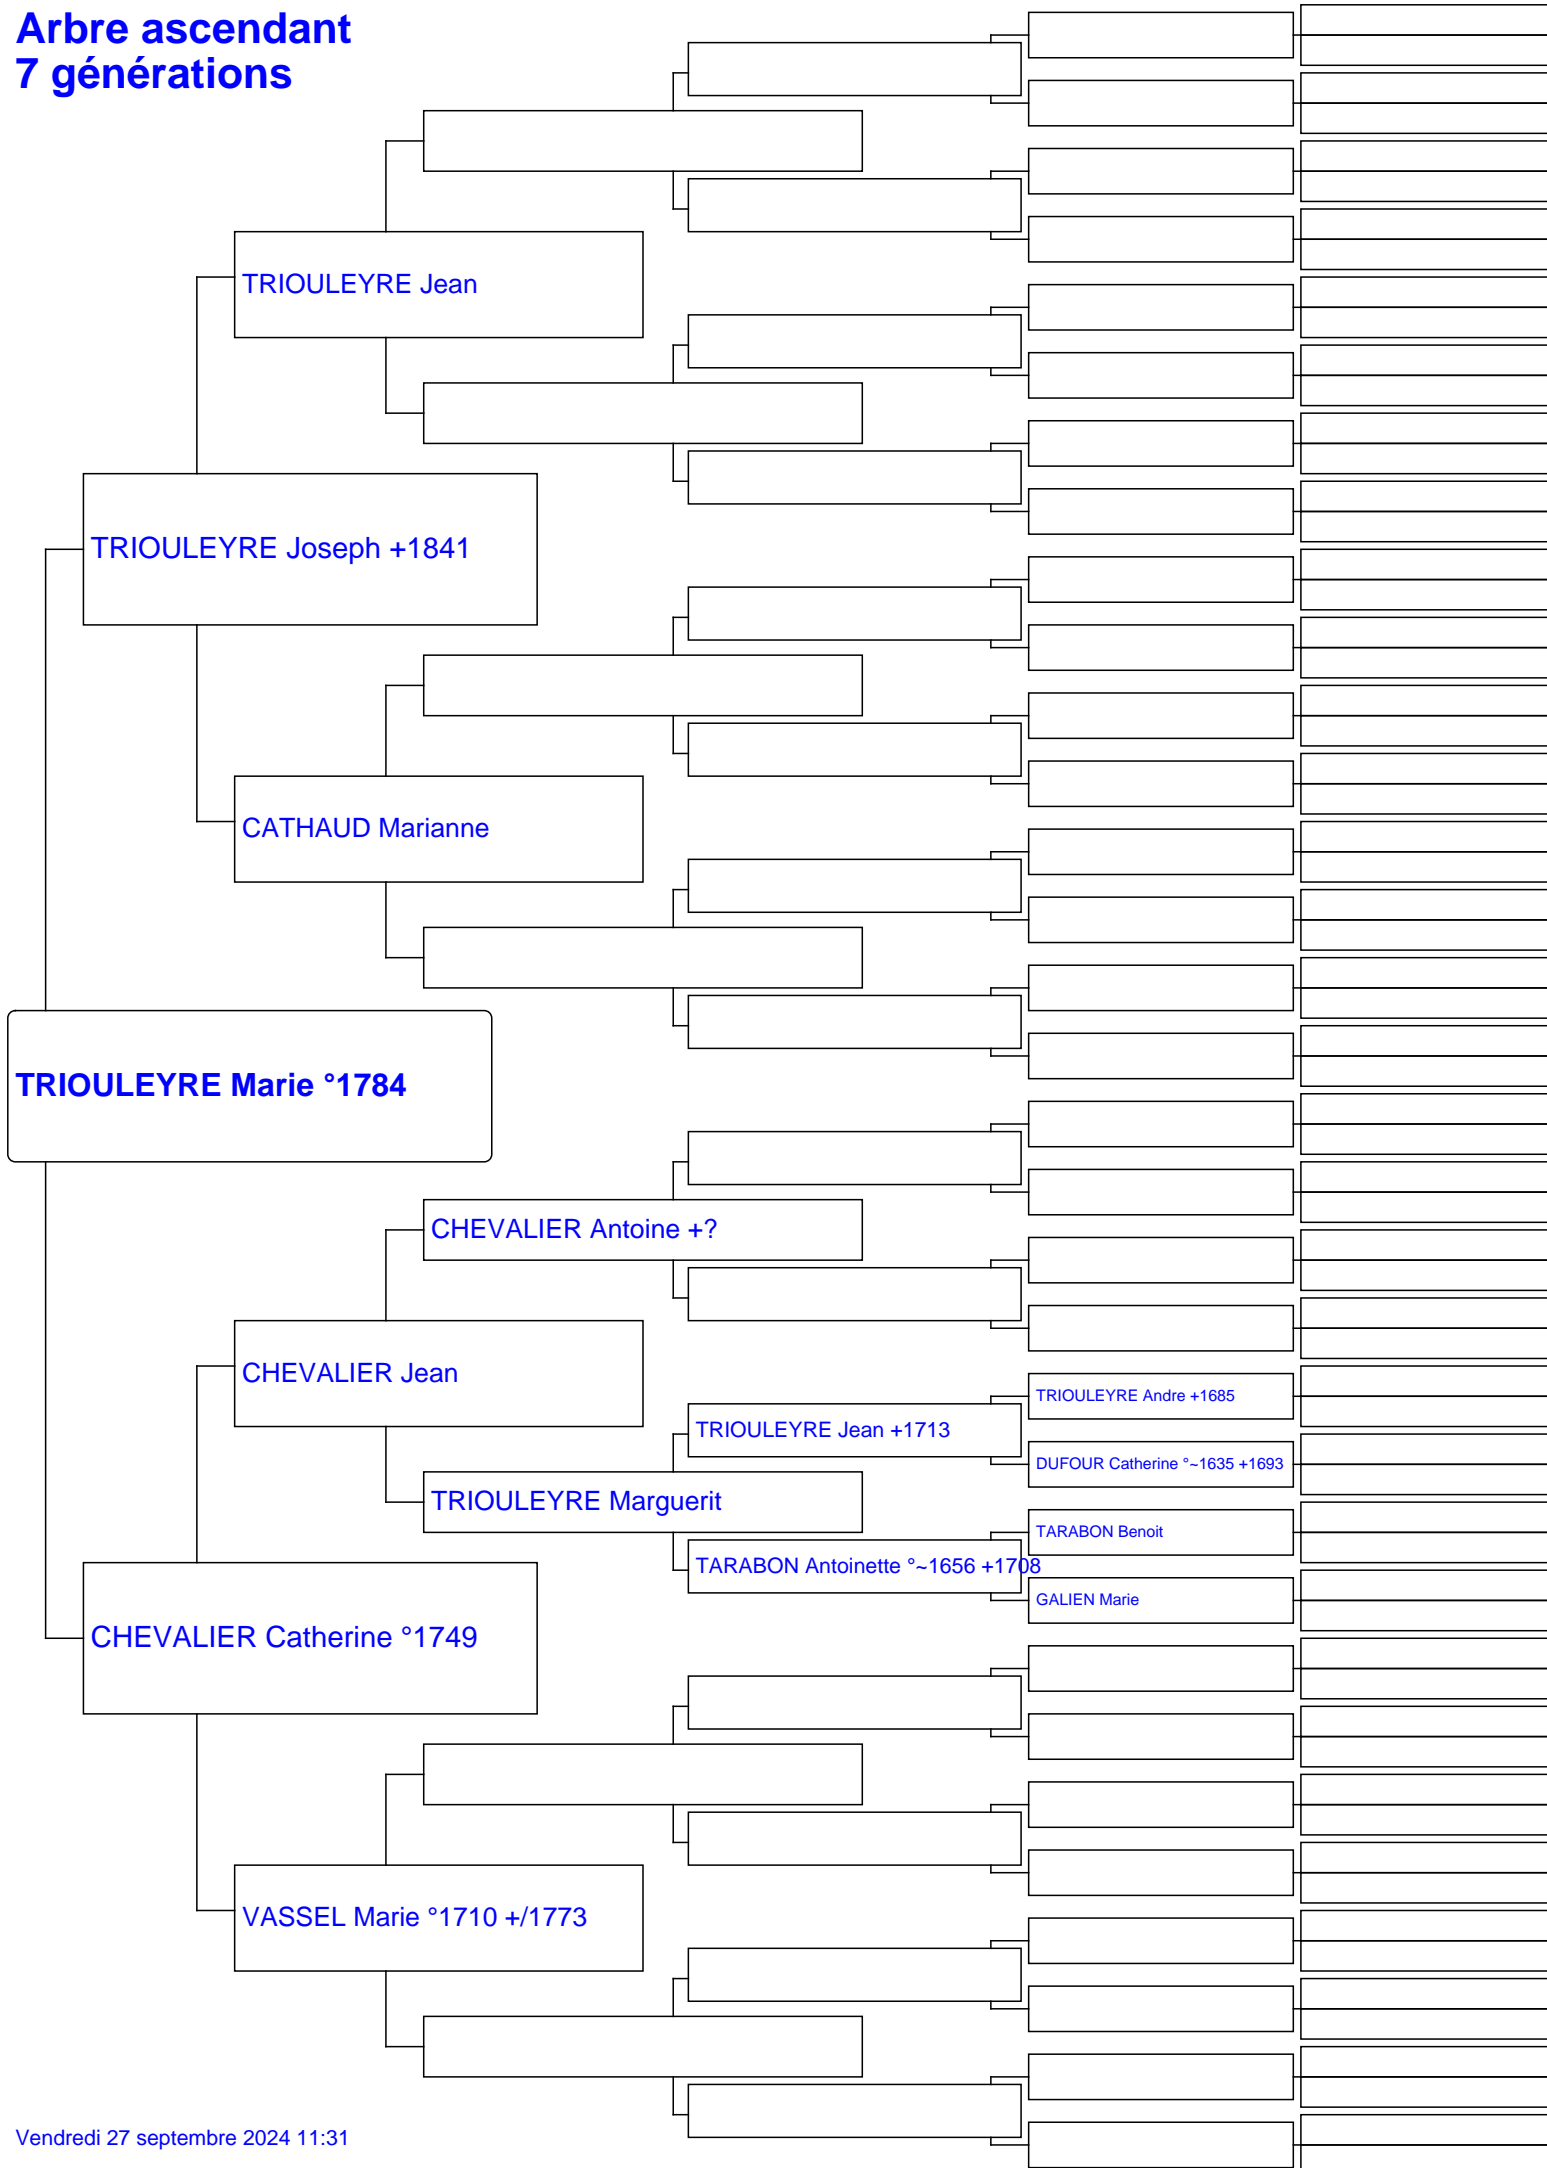 Arbre ascendant
7 générations
TRIOULEYRE Jean
TRIOULEYRE Joseph +1841
CATHAUD Marianne
TRIOULEYRE Marie °1784
CHEVALIER Antoine +?
CHEVALIER Jean
TRIOULEYRE Andre +1685
TRIOULEYRE Jean +1713
DUFOUR Catherine °~1635 +1693
TRIOULEYRE Marguerit
TARABON Benoit
TARABON Antoinette °~1656 +1708
GALIEN Marie
CHEVALIER Catherine °1749
VASSEL Marie °1710 +/1773
Vendredi 27 septembre 2024 11:31